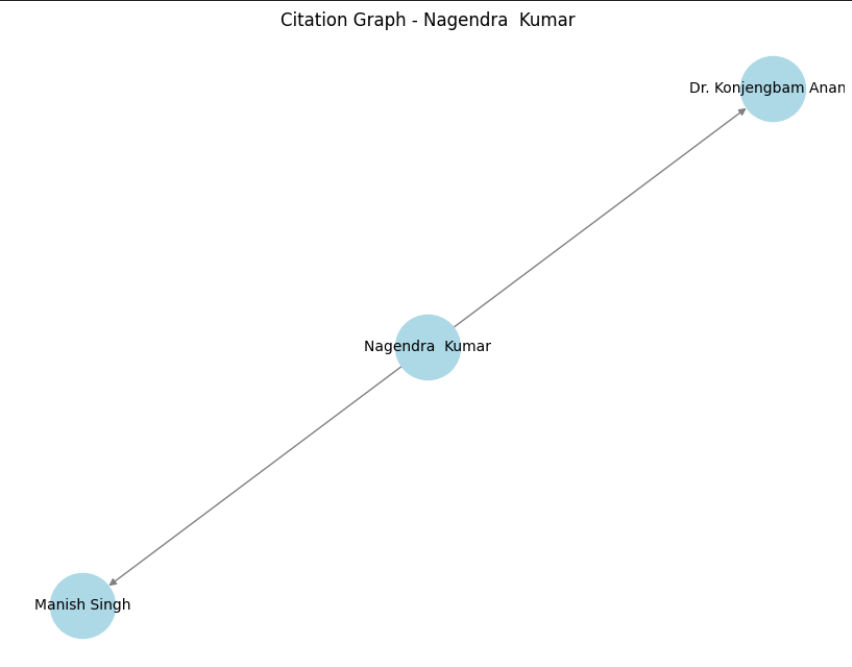 Citation Graph - Nagendra  Kumar
Dr. Konjengbam Anan
Nagendra  Kumar
Manish Singh